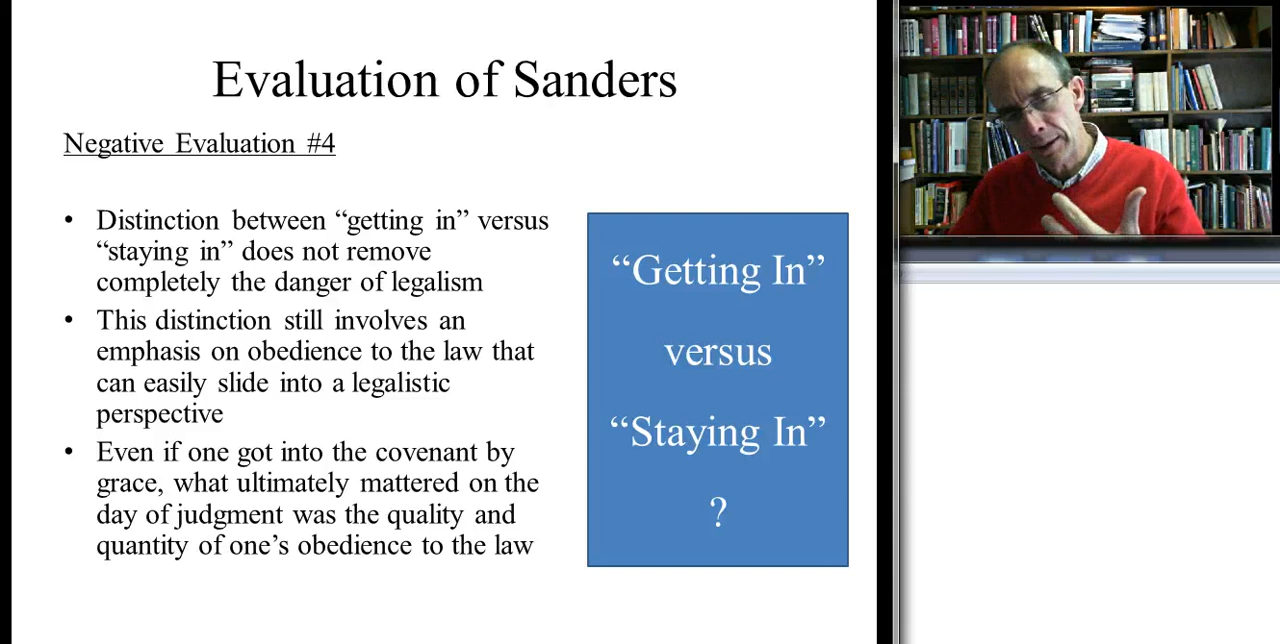 Evaluation of Sanders
Negative Evaluation #4
• Distinction between “getting in” versus
“staying in” does not remove
completely the danger of legalism
• This distinction still involves an
emphasis on obedience to the law that
can easily slide into a legalistic
perspective
• Even if one got into the covenant by
grace, what ultimately mattered on the
day of judgment was the quality and
quantity of one’s obedience to the law
“Getting In”
versus
“Staying In”
?